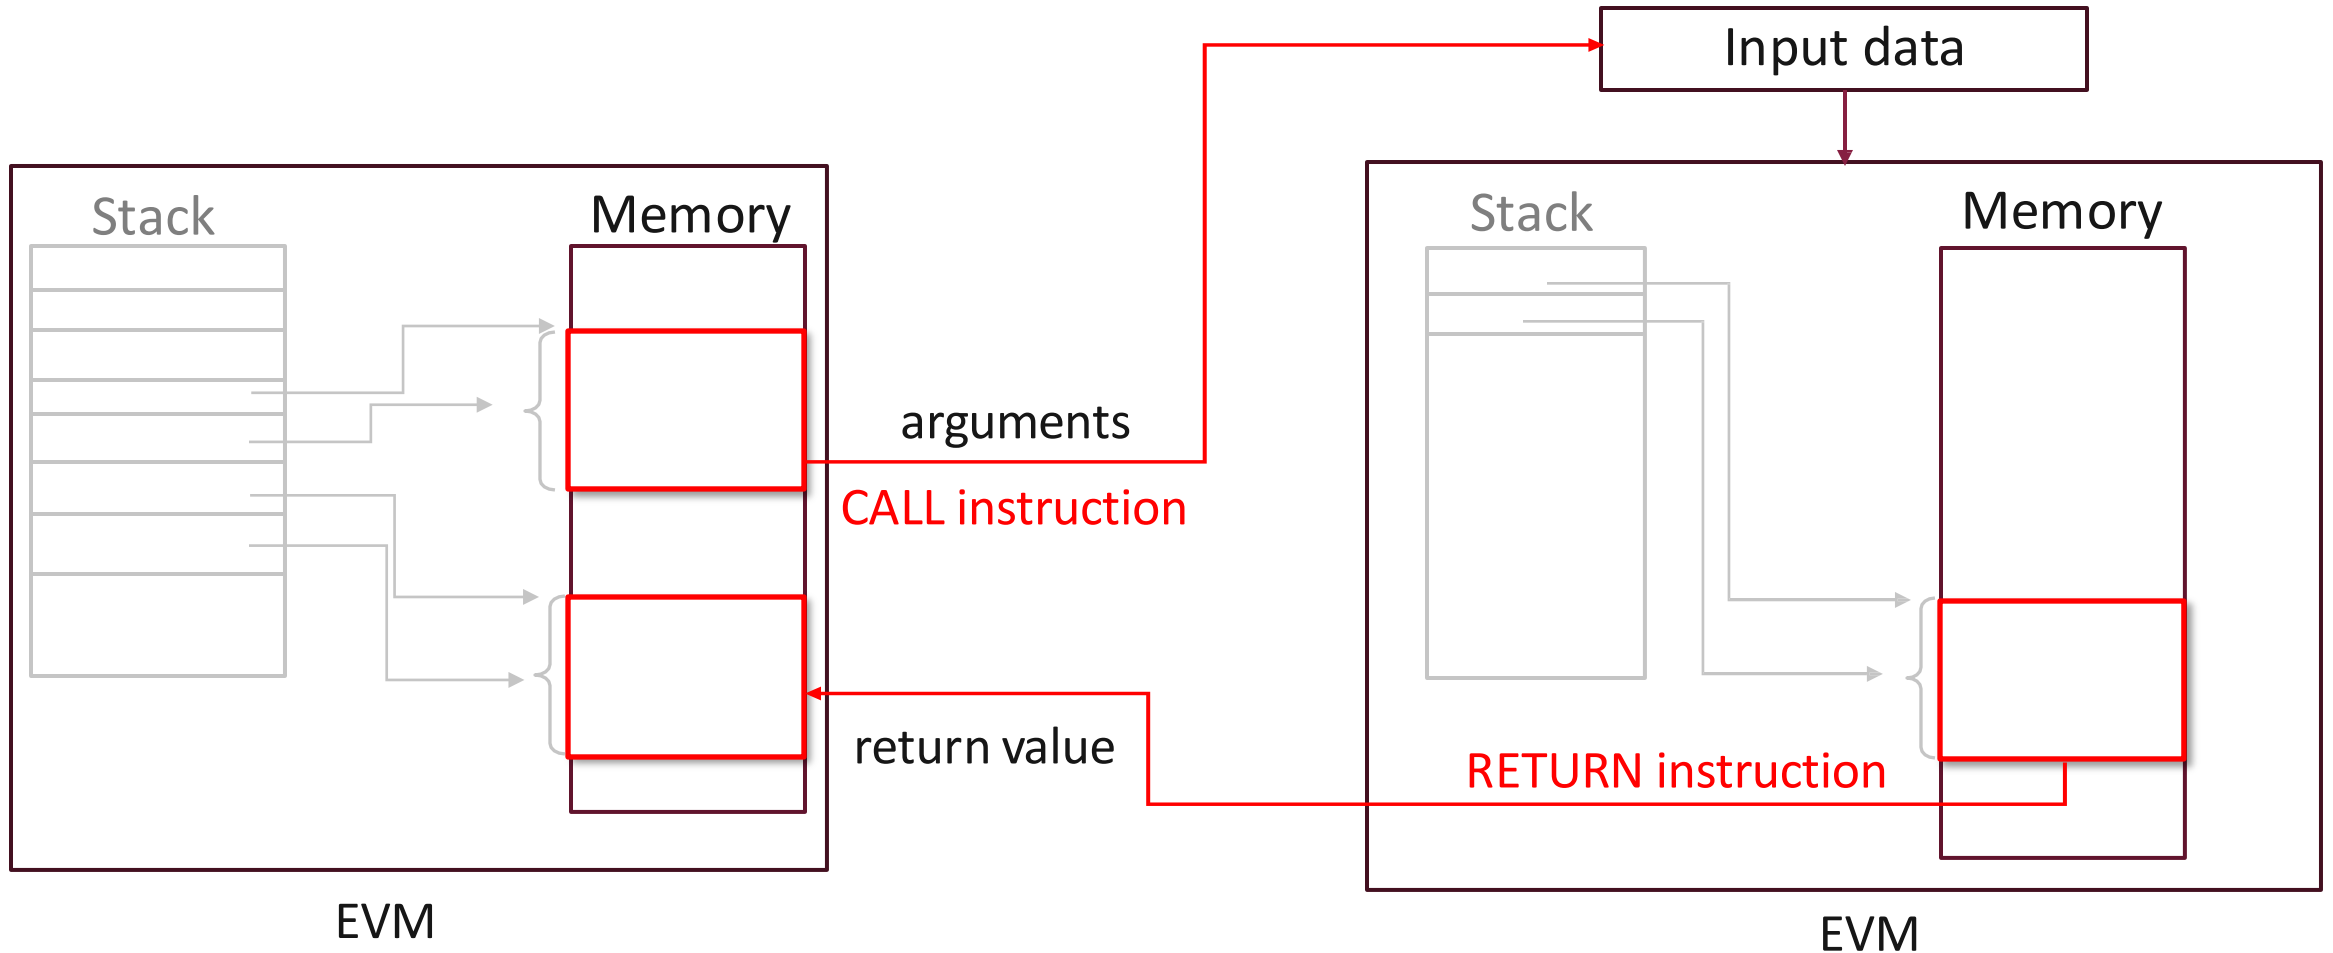 Input data
Stack
Memory
arguments
CALL instruction
return value
EVM
Stack
Memory
RETURN instruction
EVM